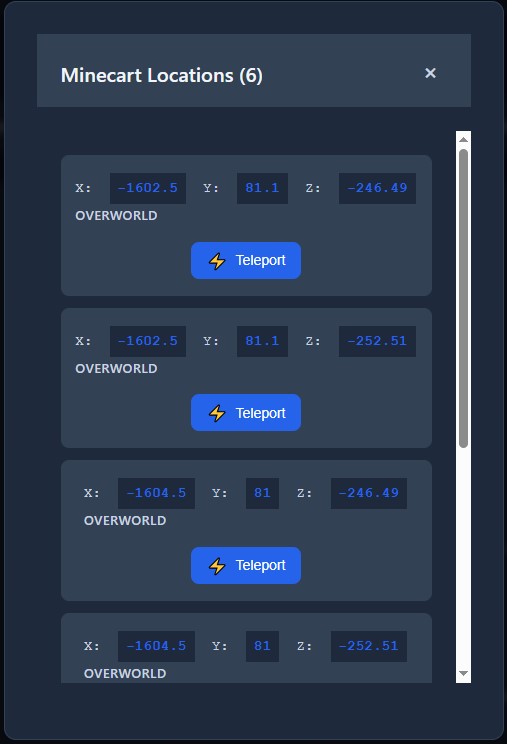 Minecart Locations (6) ×
X: -1602.5 Y: 81.1 Z: -246.49
OVERWORLD
⚡ Teleport
X: -1602.5 Y: 81.1 Z: -252.51
OVERWORLD
⚡ Teleport
X: -1604.5 Y: 81 Z: -246.49
OVERWORLD
⚡ Teleport
X: -1604.5 Y: 81 Z: -252.51
OVERWORLD